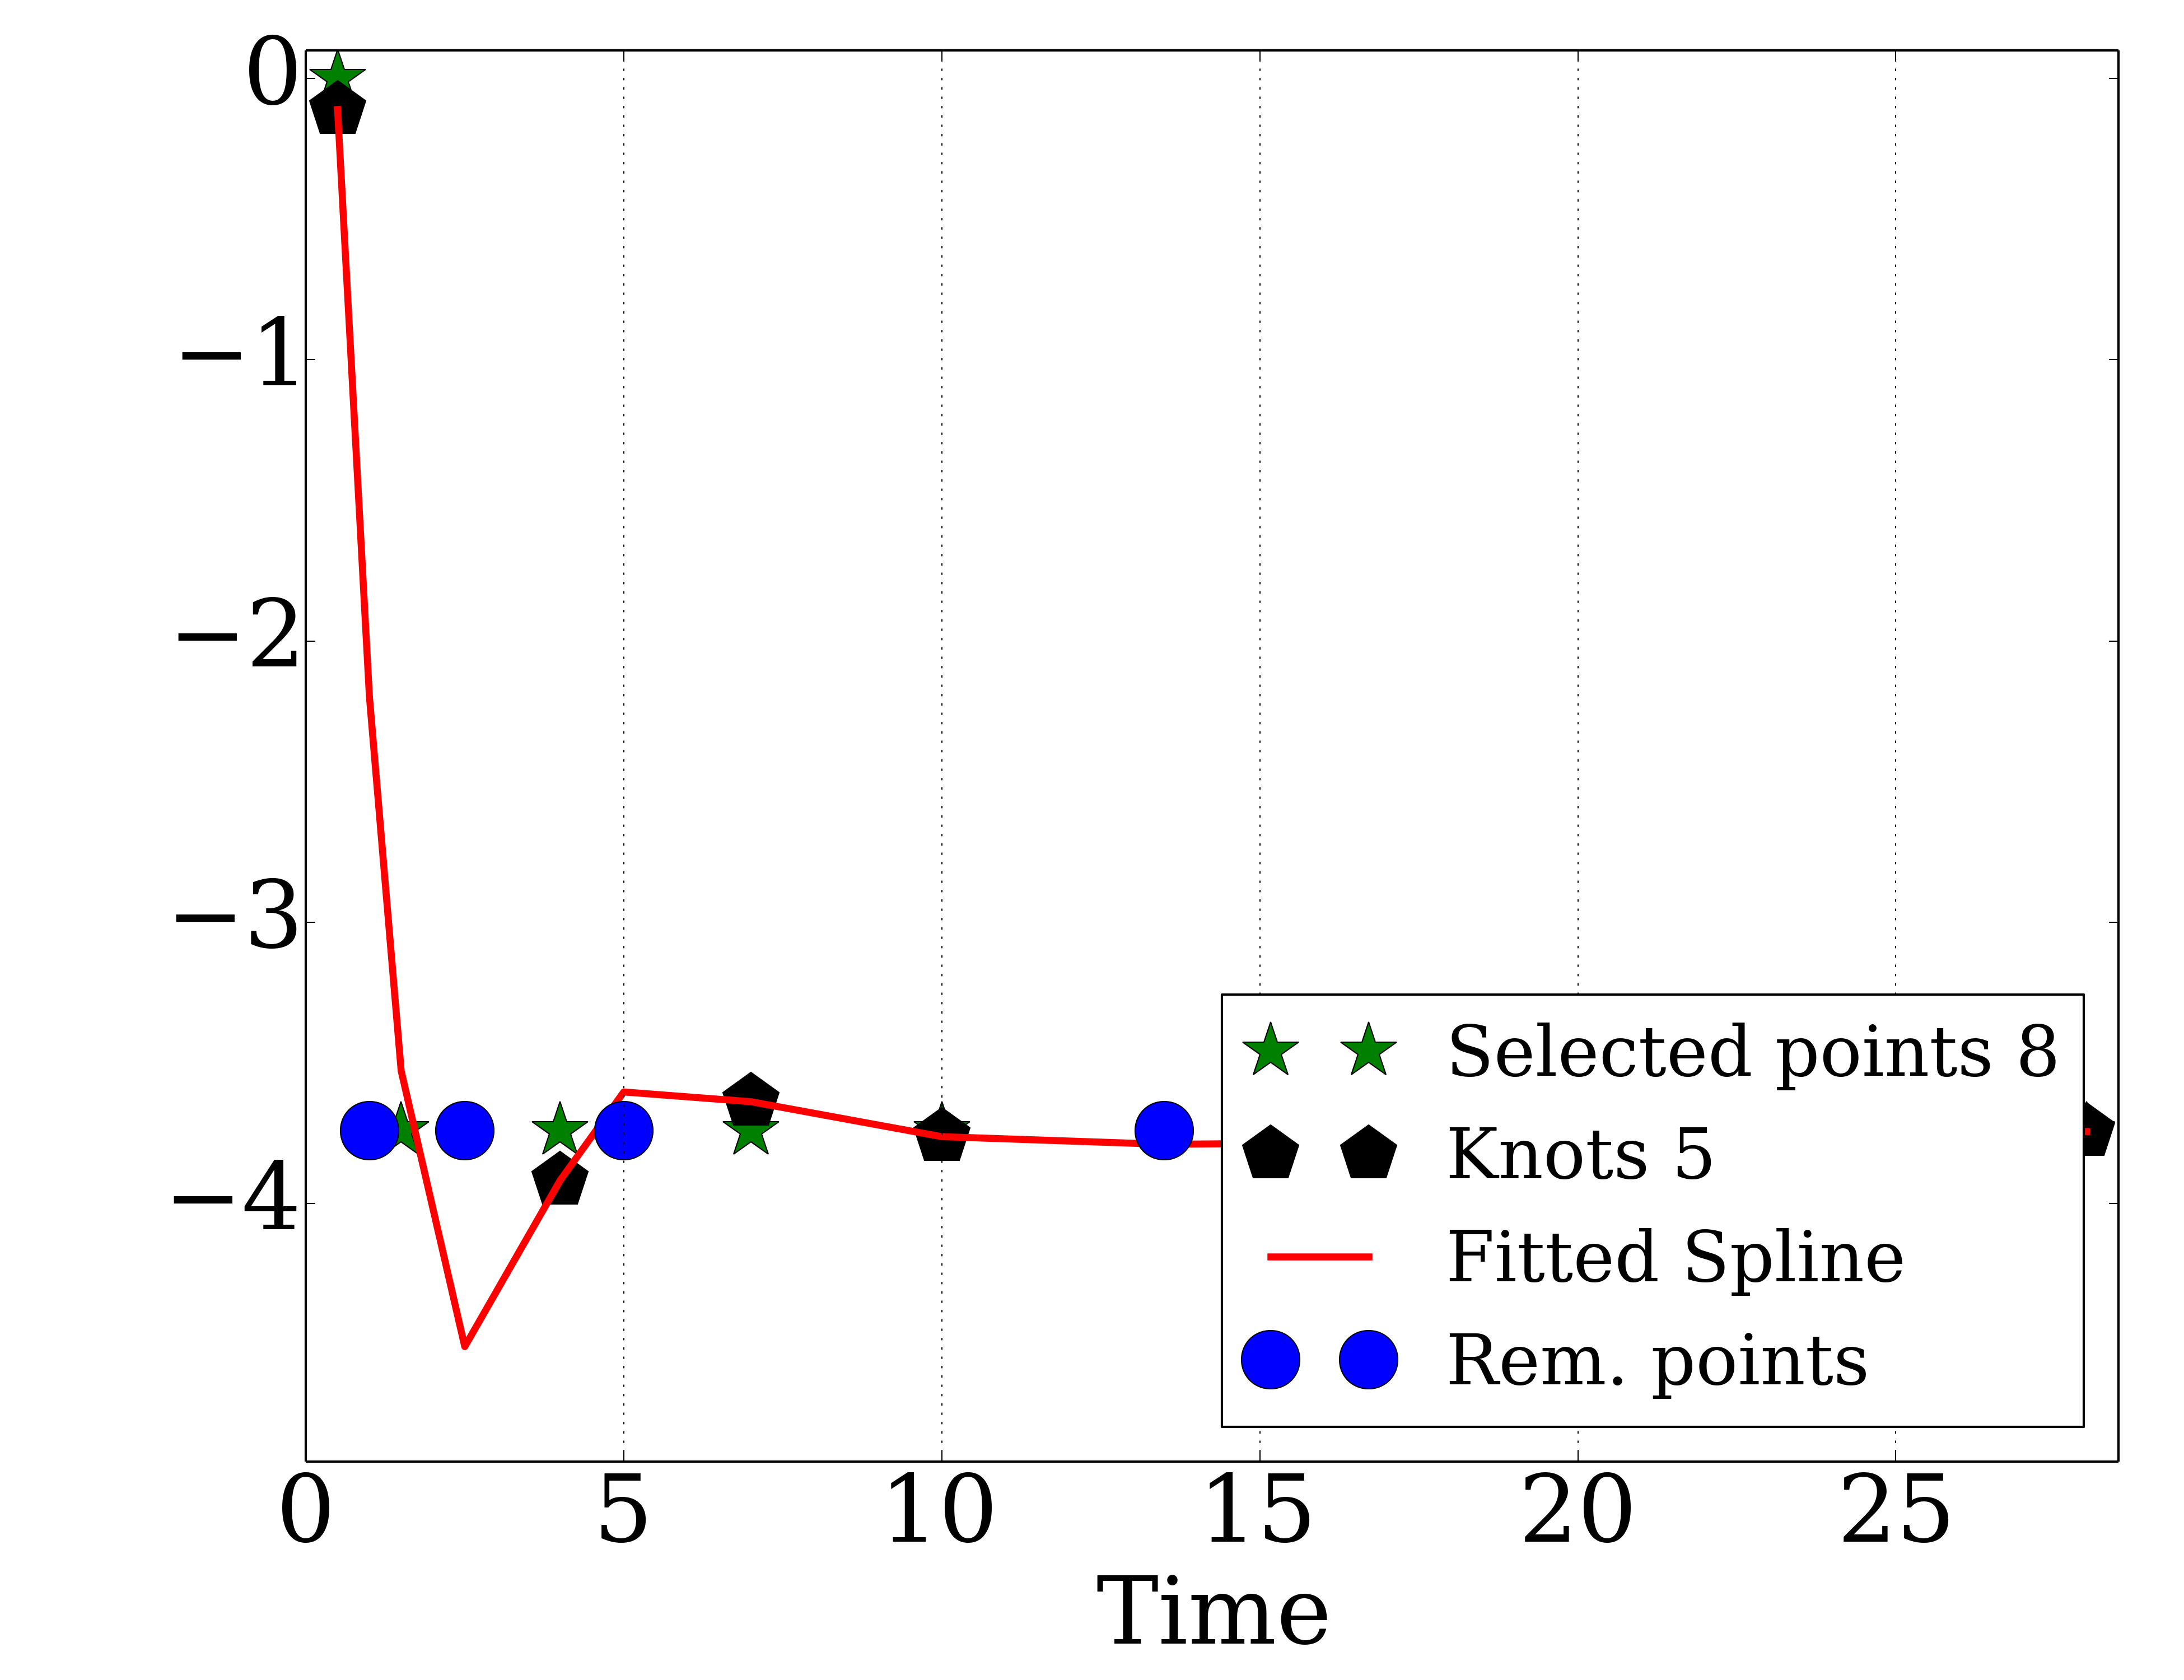 0
−1
−2
−3
−4
Selected points 8
Knots 5
Fitted Spline
Rem. points
0 5 10 15 20 25
Time